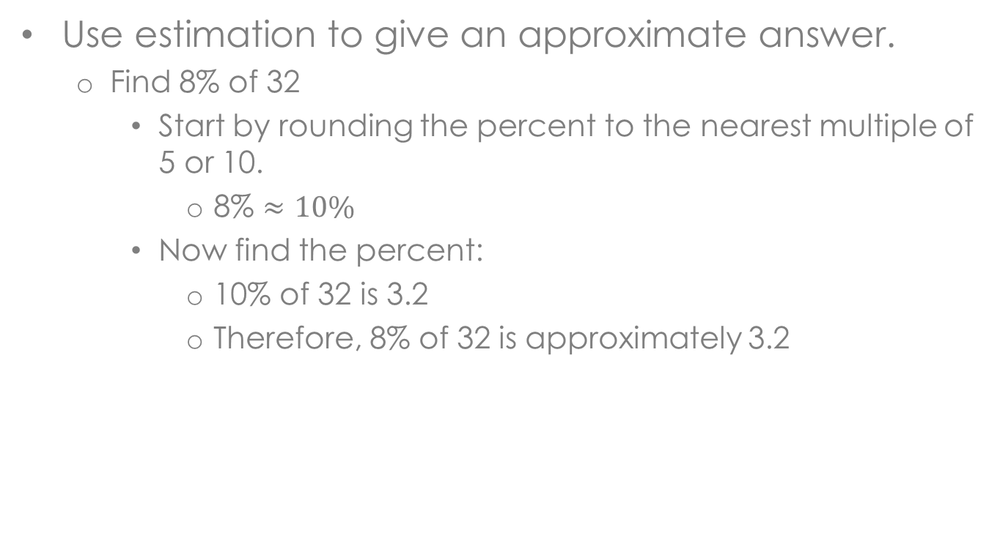 • Use estimation to give an approximate answer.
o Find 8% of 32
• Start by rounding the percent to the nearest multiple of
5 or 10.
o 8% ≈ 10%
• Now find the percent:
o 10% of 32 is 3.2
o Therefore, 8% of 32 is approximately 3.2